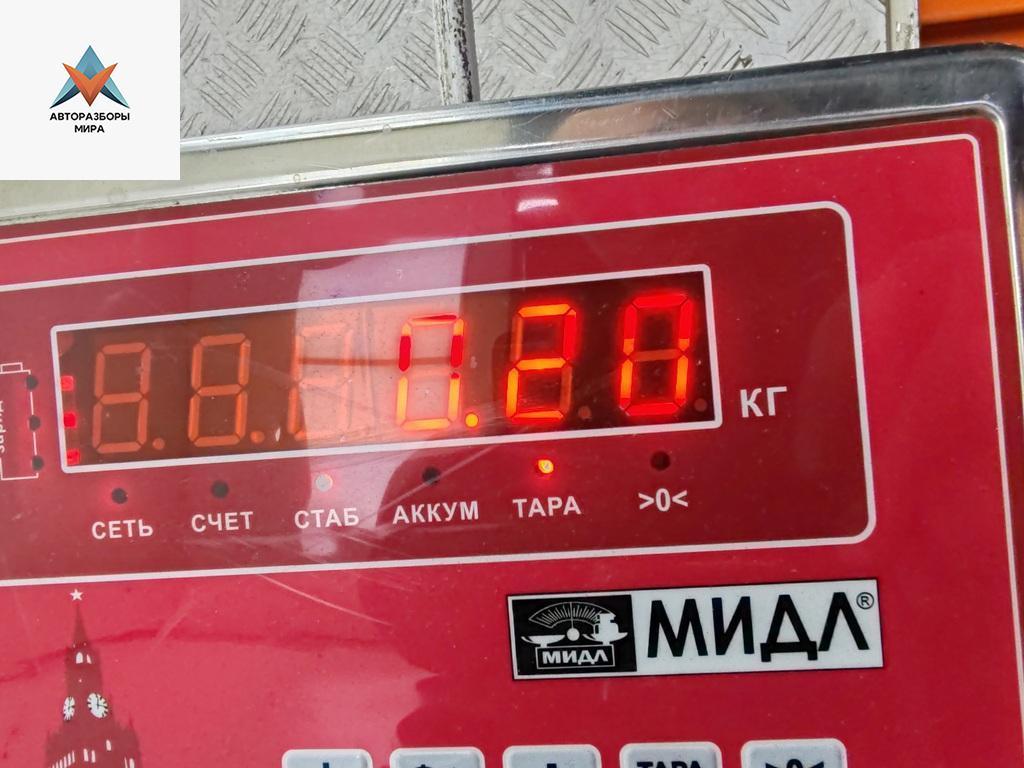 АВТОРАЗБОРЫ
МИРА
0.20
КГ
СЕТЬ СЧЕТ СТАБ АККУМ ТАРА >0<
МИДЛ МИДЛ®
ТАРА